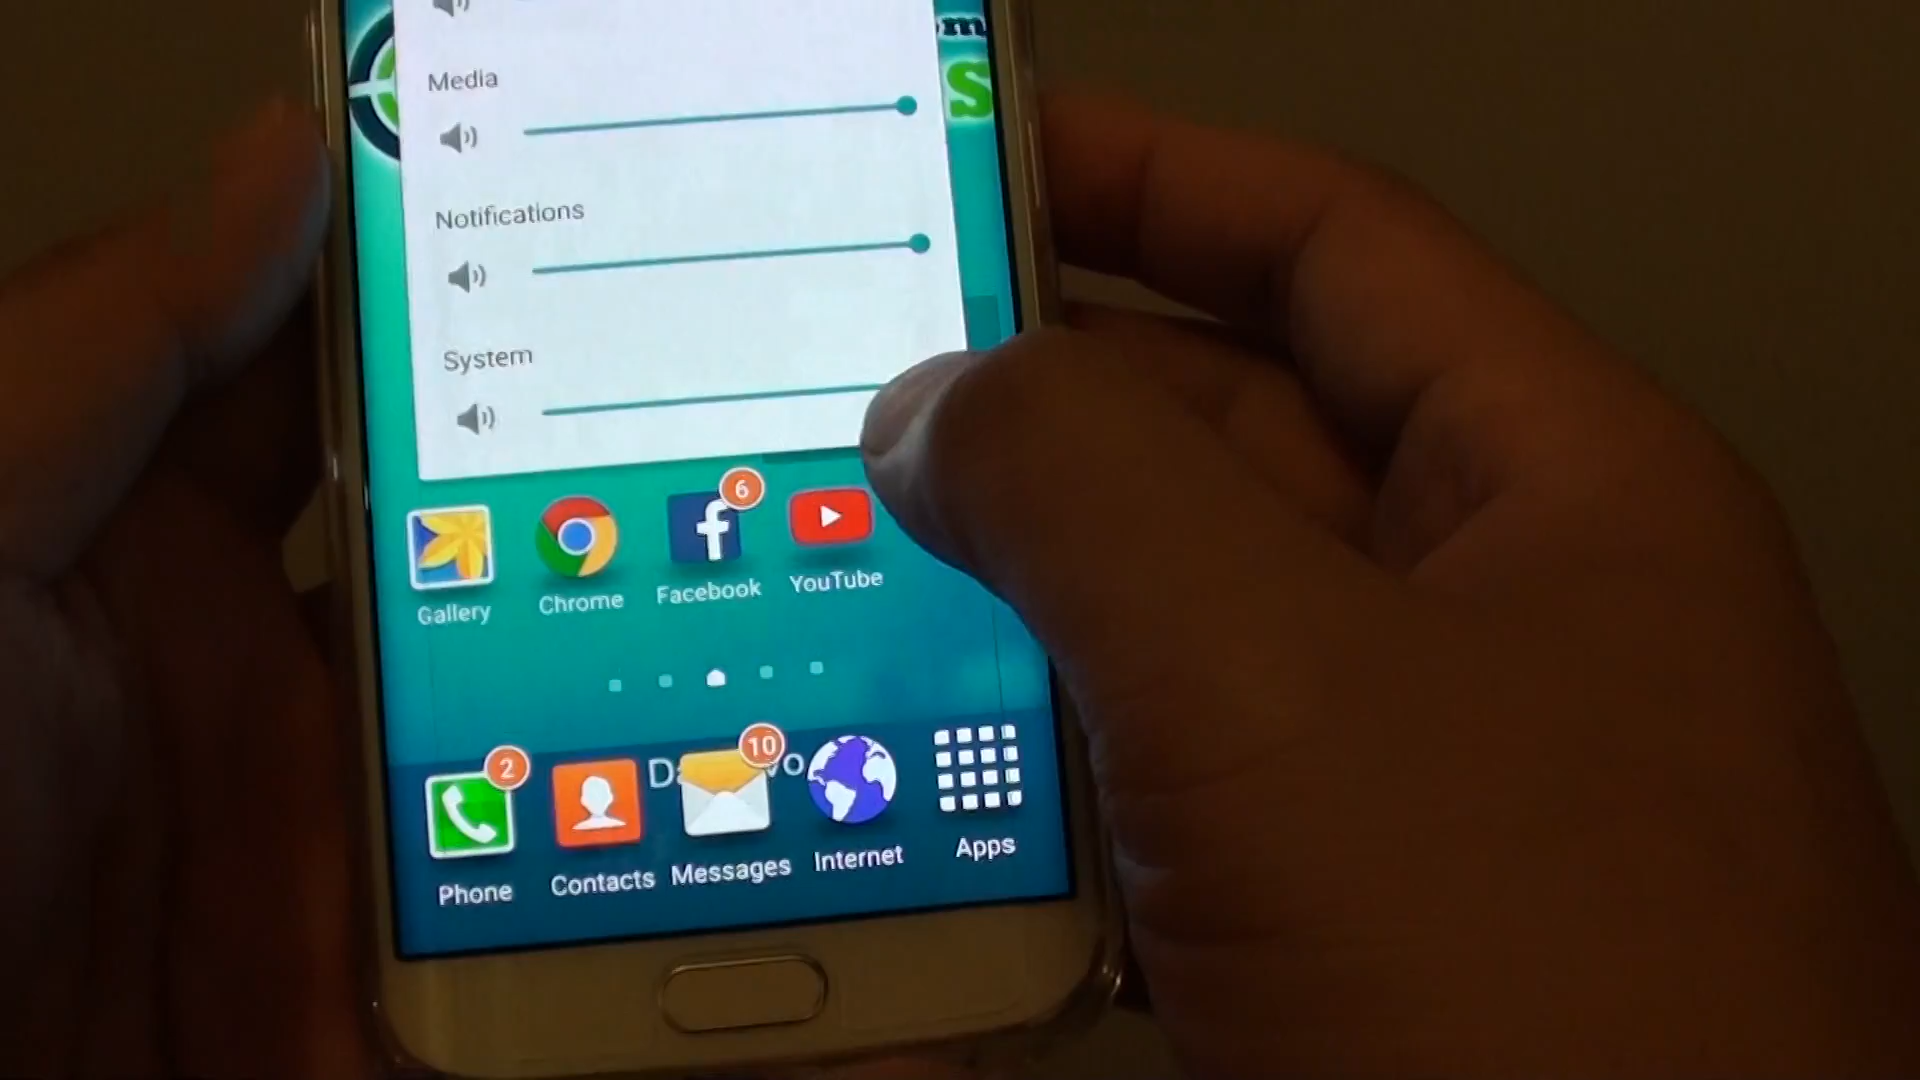 m
S
Media
Notifications
System
6
Gallery
Chrome
Facebook
YouTube
2
10
Phone
Contacts
Messages
Internet
Apps